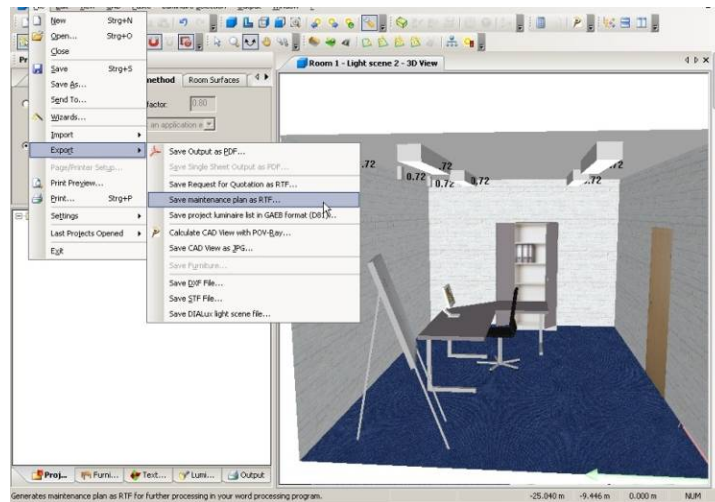 New Strg+N
Open... Strg+O
Close
Save Strg+S
Save As...
Send To...
Wizards...
Import
Export
Page/Printer Setup...
Print Preview...
Print... Strg+P
Settings
Last Projects Opened
Exit
Save Output as PDF...
Save Single Sheet Output as PDF...
Save Request for Quotation as RTF...
Save maintenance plan as RTF...
Save project luminaire list in GAEB format (D81)...
Calculate CAD View with POV-Ray...
Save CAD View as JPG...
Save Furniture...
Save DXF File...
Save STF File...
Save DIALux light scene file...
method Room Surfaces
factor: 0.80
an application e
Room 1 - Light scene 2 - 3D View
.72 .72
0.72 0.72 0.72 .72
Proj... Furni... Text... Lumi... Output
Generates maintenance plan as RTF for further processing in your word processing program. -25.040 m -9.446 m 0.000 m NUM